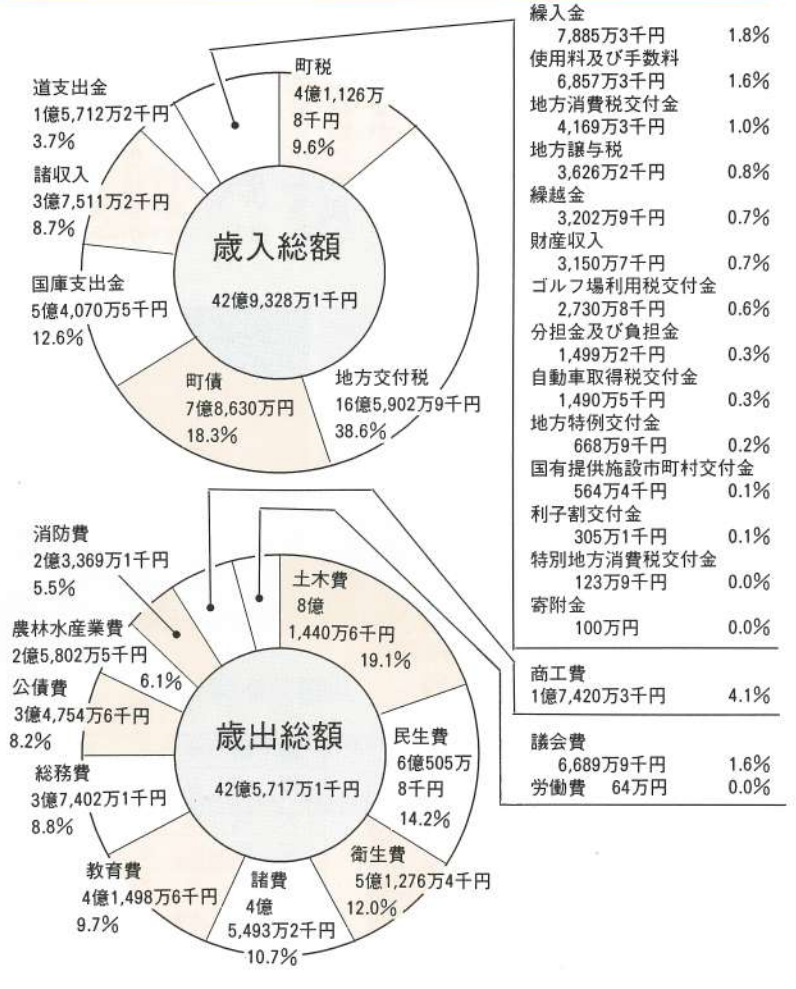 歳入総額
42億9,328万1千円
町税
4億1,126万
8千円
9.6%
地方交付税
16億5,902万9千円
38.6%
町債
7億8,630万円
18.3%
国庫支出金
5億4,070万5千円
12.6%
諸収入
3億7,511万2千円
8.7%
道支出金
1億5,712万2千円
3.7%
繰入金
7,885万3千円 1.8%
使用料及び手数料
6,857万3千円 1.6%
地方消費税交付金
4,169万3千円 1.0%
地方譲与税
3,626万2千円 0.8%
繰越金
3,202万9千円 0.7%
財産収入
3,150万7千円 0.7%
ゴルフ場利用税交付金
2,730万8千円 0.6%
分担金及び負担金
1,499万2千円 0.3%
自動車取得税交付金
1,490万5千円 0.3%
地方特例交付金
668万9千円 0.2%
国有提供施設市町村交付金
564万4千円 0.1%
利子割交付金
305万1千円 0.1%
特別地方消費税交付金
123万9千円 0.0%
寄附金
100万円 0.0%
歳出総額
42億5,717万1千円
土木費
8億
1,440万6千円
19.1%
民生費
6億505万
8千円
14.2%
衛生費
5億1,276万4千円
12.0%
諸費
4億
5,493万2千円
10.7%
教育費
4億1,498万6千円
9.7%
総務費
3億7,402万1千円
8.8%
公債費
3億4,754万6千円
8.2%
農林水産業費
2億5,802万5千円
6.1%
消防費
2億3,369万1千円
5.5%
商工費
1億7,420万3千円 4.1%
議会費
6,689万9千円 1.6%
労働費 64万円 0.0%